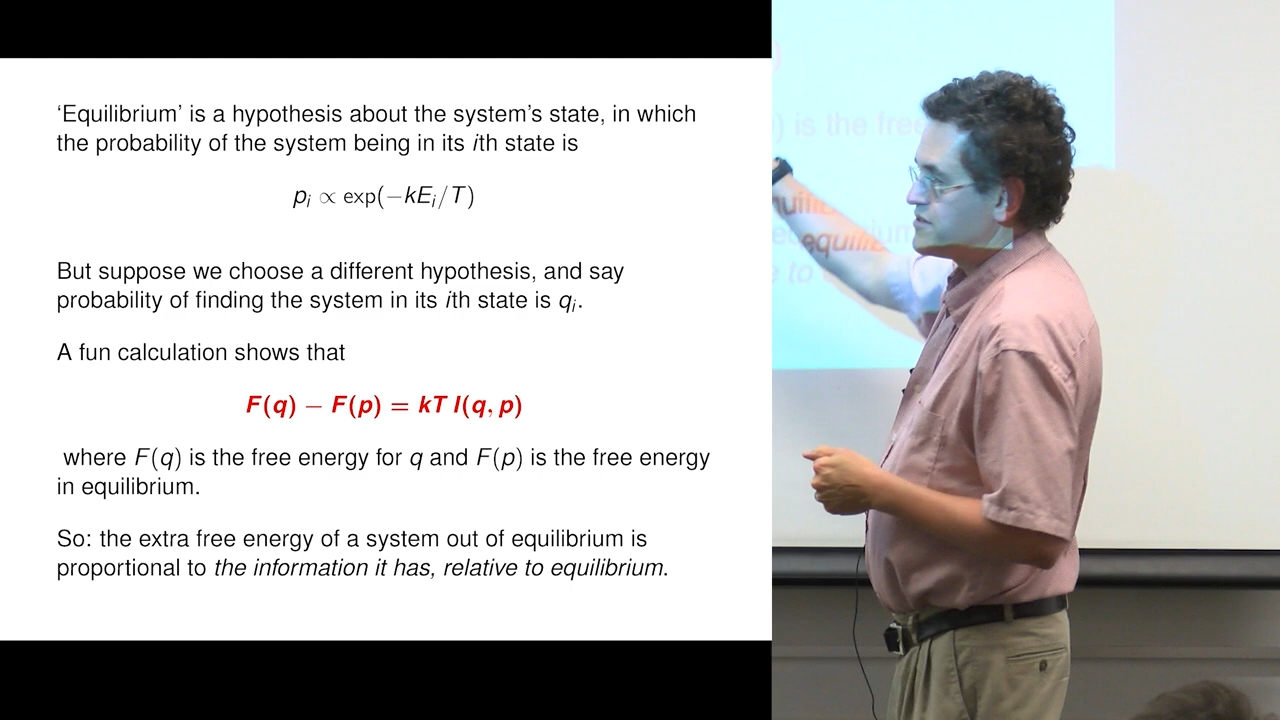 ‘Equilibrium’ is a hypothesis about the system’s state, in which
the probability of the system being in its ith state is
pᵢ ∝ exp(−kEᵢ/T)
But suppose we choose a different hypothesis, and say
probability of finding the system in its ith state is qᵢ.
A fun calculation shows that
F(q) − F(p) = kT I(q, p)
where F(q) is the free energy for q and F(p) is the free energy
in equilibrium.
So: the extra free energy of a system out of equilibrium is
proportional to the information it has, relative to equilibrium.
) is the free